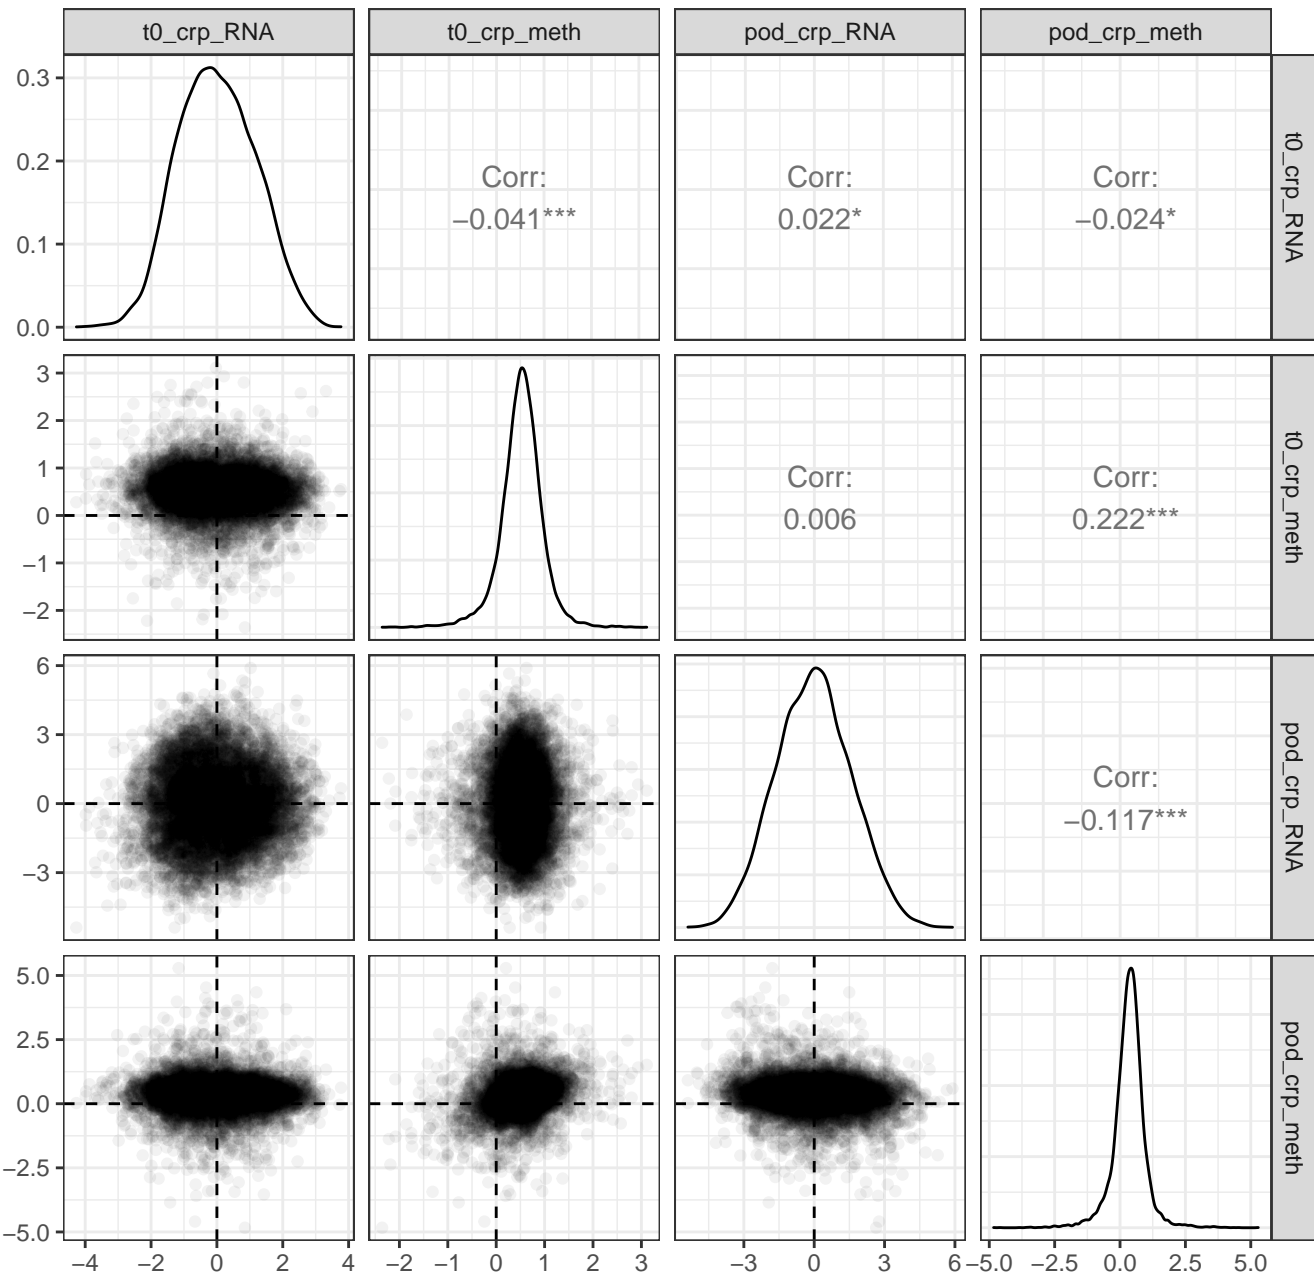 t0_crp_RNA t0_crp_meth pod_crp_RNA pod_crp_meth
0.3
0.2
0.1
0.0
Corr:
−0.041***
Corr:
0.022*
Corr:
−0.024*
t0_crp_RNA
3
2
1
0
−1
−2
Corr:
0.006
Corr:
0.222***
t0_crp_meth
6
3
0
−3
Corr:
−0.117***
pod_crp_RNA
5.0
2.5
0.0
−2.5
−5.0
pod_crp_meth
−4 −2 0 2 4 −2 −1 0 1 2 3 −3 0 3 6 −5.0 −2.5 0.0 2.5 5.0